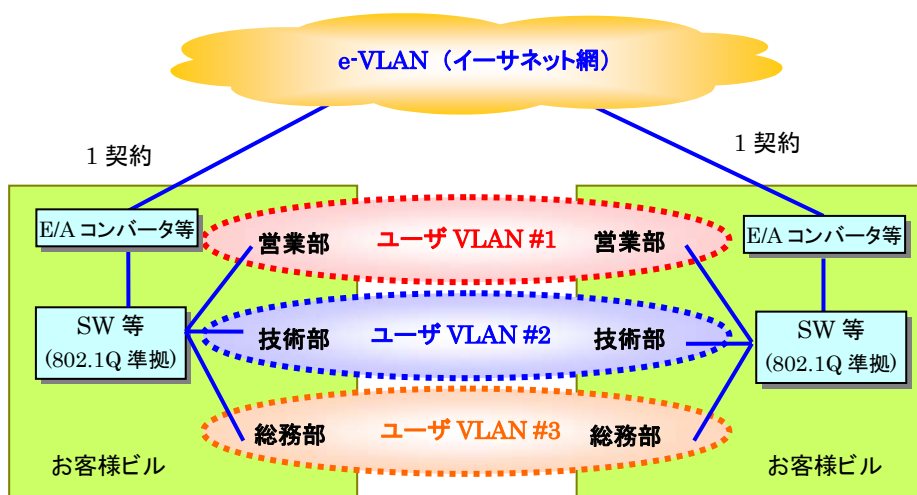 e-VLAN（イーサネット網）
1 契約
1 契約
E/A コンバータ等
E/A コンバータ等
営業部
ユーザ VLAN #1
営業部
SW 等
(802.1Q 準拠)
技術部
ユーザ VLAN #2
技術部
SW 等
(802.1Q 準拠)
総務部
ユーザ VLAN #3
総務部
お客様ビル
お客様ビル